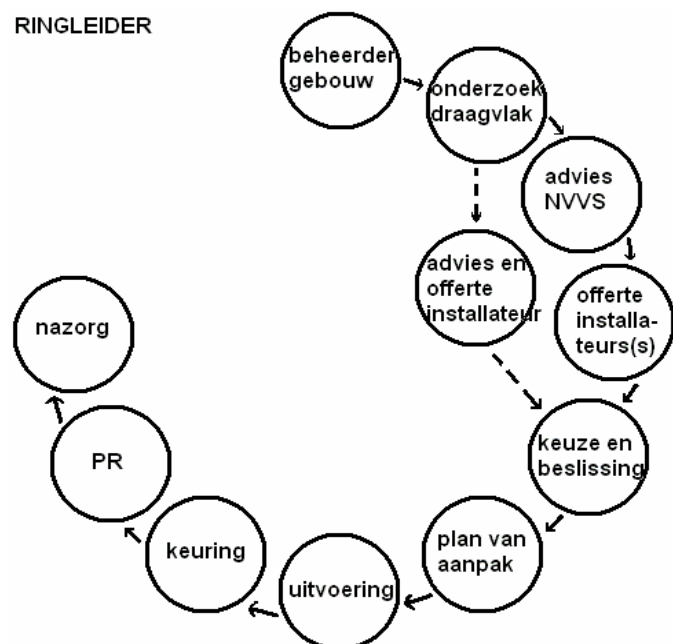 RINGLEIDER
beheerder
gebouw
onderzoek
draagvlak
advies
NVVS
advies en
offerte
installateur
offerte
installa-
teurs(s)
keuze en
beslissing
plan van
aanpak
uitvoering
keuring
PR
nazorg